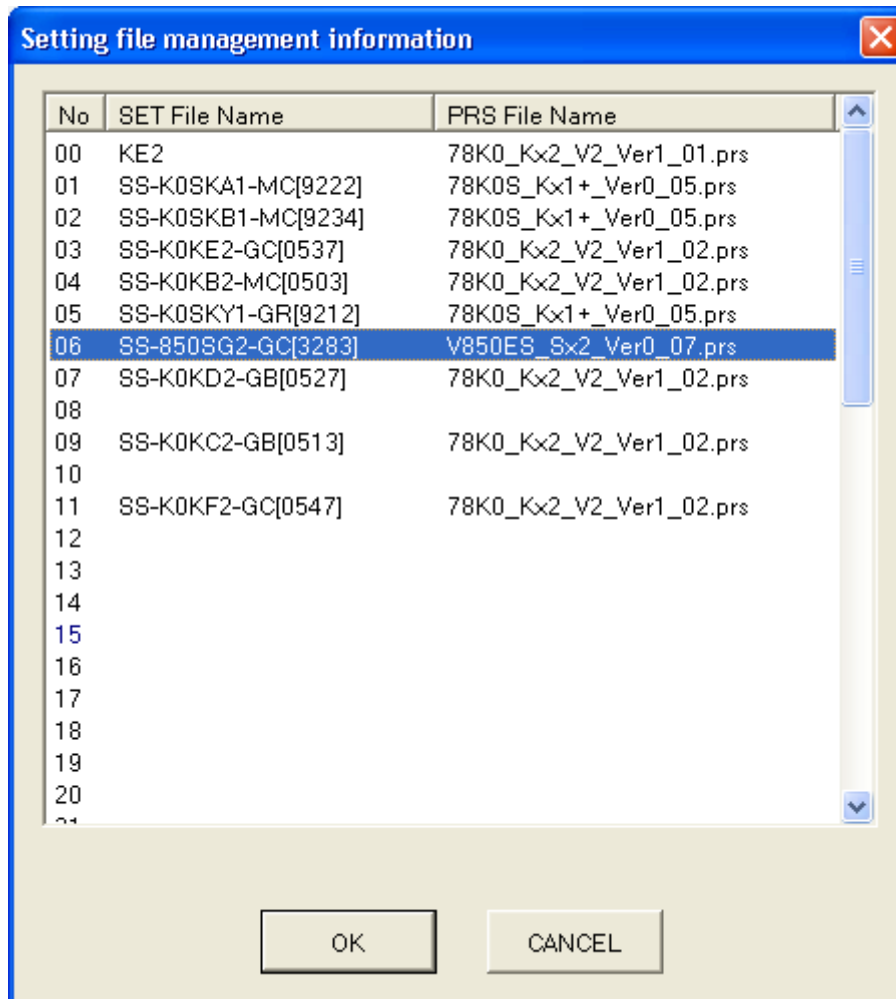 Setting file management information
No SET File Name PRS File Name
00 KE2 78K0_Kx2_V2_Ver1_01.prs
01 SS-K0SKA1-MC[9222] 78K0S_Kx1+_Ver0_05.prs
02 SS-K0SKB1-MC[9234] 78K0S_Kx1+_Ver0_05.prs
03 SS-K0KE2-GC[0537] 78K0_Kx2_V2_Ver1_02.prs
04 SS-K0KB2-MC[0503] 78K0_Kx2_V2_Ver1_02.prs
05 SS-K0SKY1-GR[9212] 78K0S_Kx1+_Ver0_05.prs
06 SS-850SG2-GC[3283] V850ES_Sx2_Ver0_07.prs
07 SS-K0KD2-GB[0527] 78K0_Kx2_V2_Ver1_02.prs
08
09 SS-K0KC2-GB[0513] 78K0_Kx2_V2_Ver1_02.prs
10
11 SS-K0KF2-GC[0547] 78K0_Kx2_V2_Ver1_02.prs
12
13
14
15
16
17
18
19
20
OK CANCEL